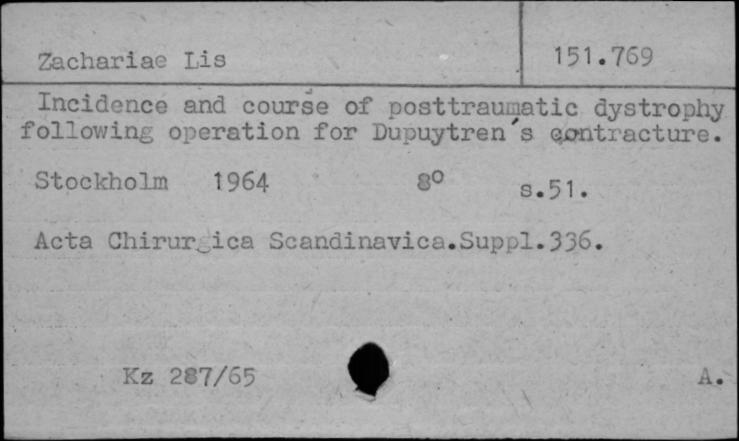 Zachariae Lis
151.769
Incidence and course of posttraumatic dystrophy
following operation for Dupuytren´s contracture.
Stockholm 1964 8º s.51.
Acta Chirurgica Scandinavica.Suppl.336.
Kz 287/65 A.